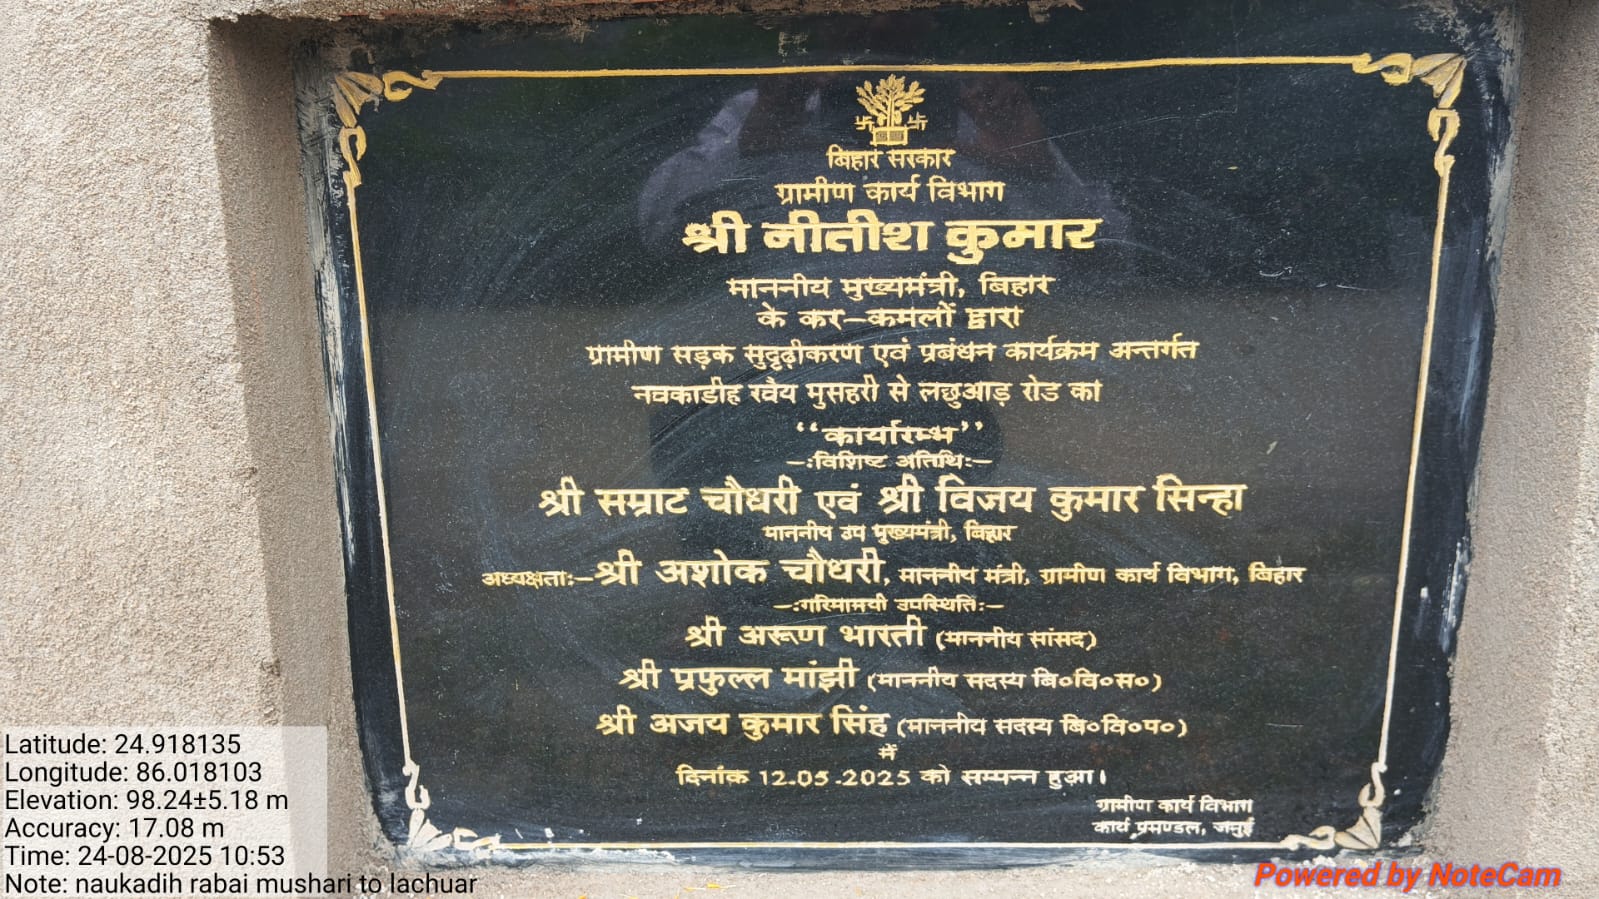 बिहार सरकार
ग्रामीण कार्य विभाग
श्री नीतीश कुमार
माननीय मुख्यमंत्री, बिहार
के कर–कमलों द्वारा
ग्रामीण सड़क सुदृढ़ीकरण एवं प्रबंधन कार्यक्रम अन्तर्गत
नवकाडीह रवैय मुसहरी से लछुआड़ रोड का
“कार्यारम्भ”
–:विशिष्ट अतिथिः–
श्री सम्राट चौधरी एवं श्री विजय कुमार सिन्हा
माननीय उप मुख्यमंत्री, बिहार
अध्यक्षताः–श्री अशोक चौधरी, माननीय मंत्री, ग्रामीण कार्य विभाग, बिहार
–:गरिमामयी उपस्थितिः–
श्री अरूण भारती (माननीय सांसद)
श्री प्रफुल्ल मांझी (माननीय सदस्य बि०वि०स०)
श्री अजय कुमार सिंह (माननीय सदस्य बि०वि०प०)
में
दिनांक 12.05.2025 को सम्पन्न हुआ।
ग्रामीण कार्य विभाग
कार्य प्रमण्डल, जमुई
Latitude: 24.918135
Longitude: 86.018103
Elevation: 98.24±5.18 m
Accuracy: 17.08 m
Time: 24-08-2025 10:53
Note: naukadih rabai mushari to lachuar
Powered by NoteCam